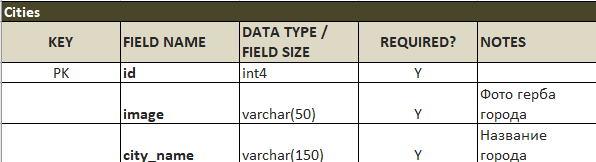 Cities
KEY FIELD NAME DATA TYPE / FIELD SIZE REQUIRED? NOTES
PK id int4 Y
image varchar(50) Y Фото герба города
city_name varchar(150) Y Название города